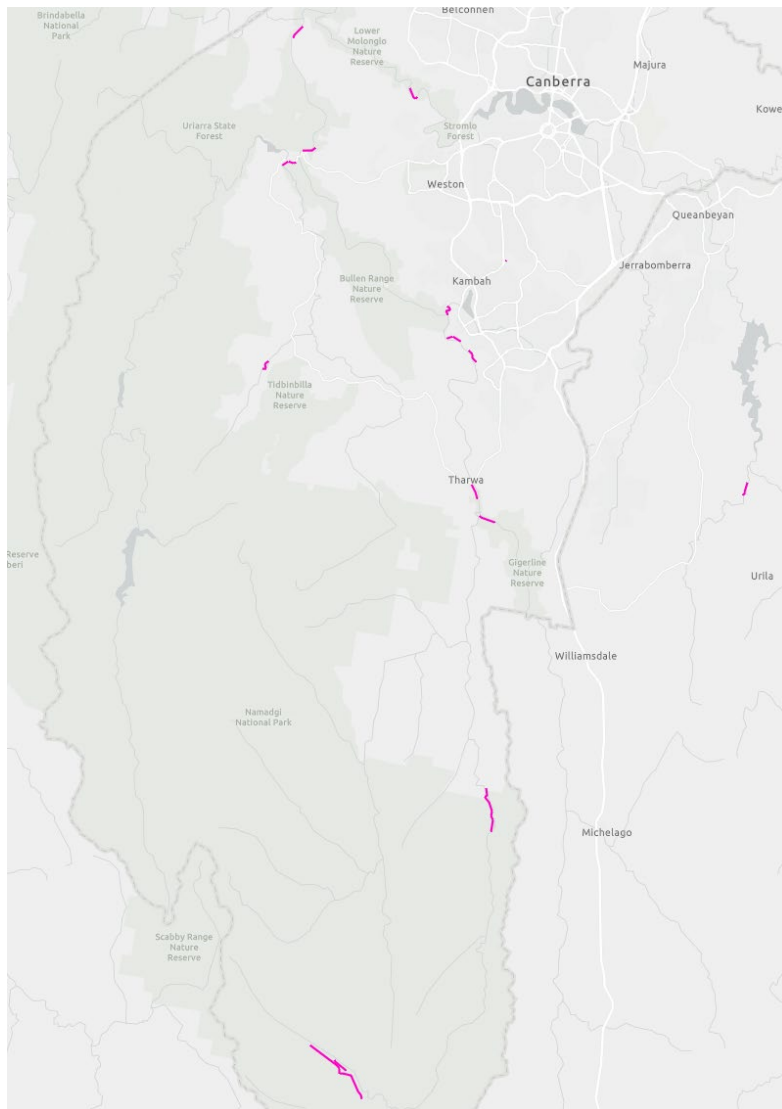 Brindabella
National
Park
Belconnen
Lower
Molonglo
Nature
Reserve
Majura
Canberra
Kowe
Uriarra State
Forest
Stromlo
Forest
Weston
Queanbeyan
Jerrabomberra
Bullen Range
Nature
Reserve
Kambah
Tidbinbilla
Nature
Reserve
Tharwa
Reserve
beri
Gigerline
Nature
Reserve
Urila
Williamsdale
Namadgi
National Park
Michelago
Scabby Range
Nature
Reserve